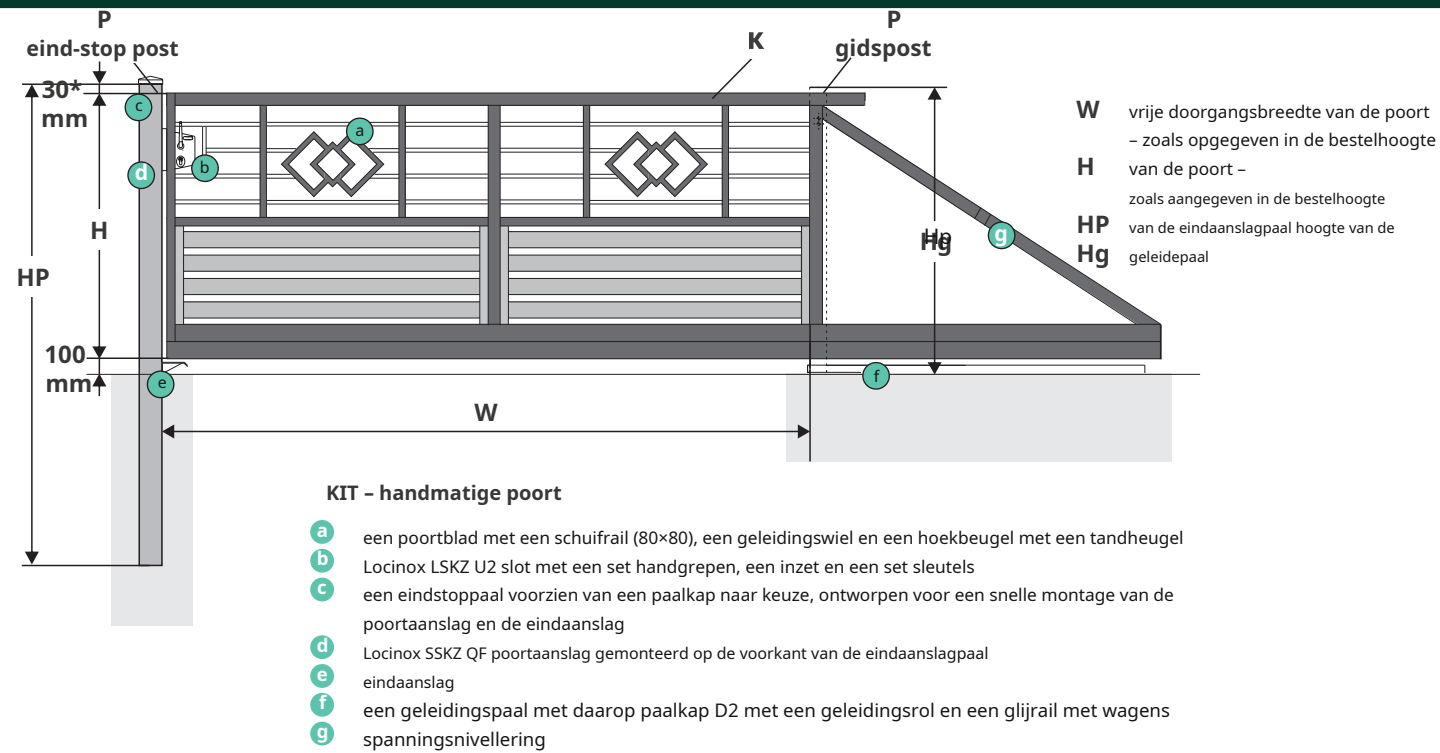 P
eind-stop post
K
P
gidspost
30*
mm
c
a
d
b
H
HP
Hp
Hg
g
100
mm
e
f
W
W vrije doorgangsbreedte van de poort
– zoals opgegeven in de bestelhoogte
H van de poort –
zoals aangegeven in de bestelhoogte
HP van de eindaanslagpaal hoogte van de
Hg geleidepaal
KIT – handmatige poort
a een poortblad met een schuifrail (80×80), een geleidingswiel en een hoekbeugel met een tandheugel
b Locinox LSKZ U2 slot met een set handgrepen, een inzet en een set sleutels
c een eindstoppaal voorzien van een paalkap naar keuze, ontworpen voor een snelle montage van de
poortaanslag en de eindaanslag
d Locinox SSKZ QF poortaanslag gemonteerd op de voorkant van de eindaanslagpaal
e eindaanslag
f een geleidingspaal met daarop paalkap D2 met een geleidingsrol en een glijrail met wagens
g spanningsnivellering